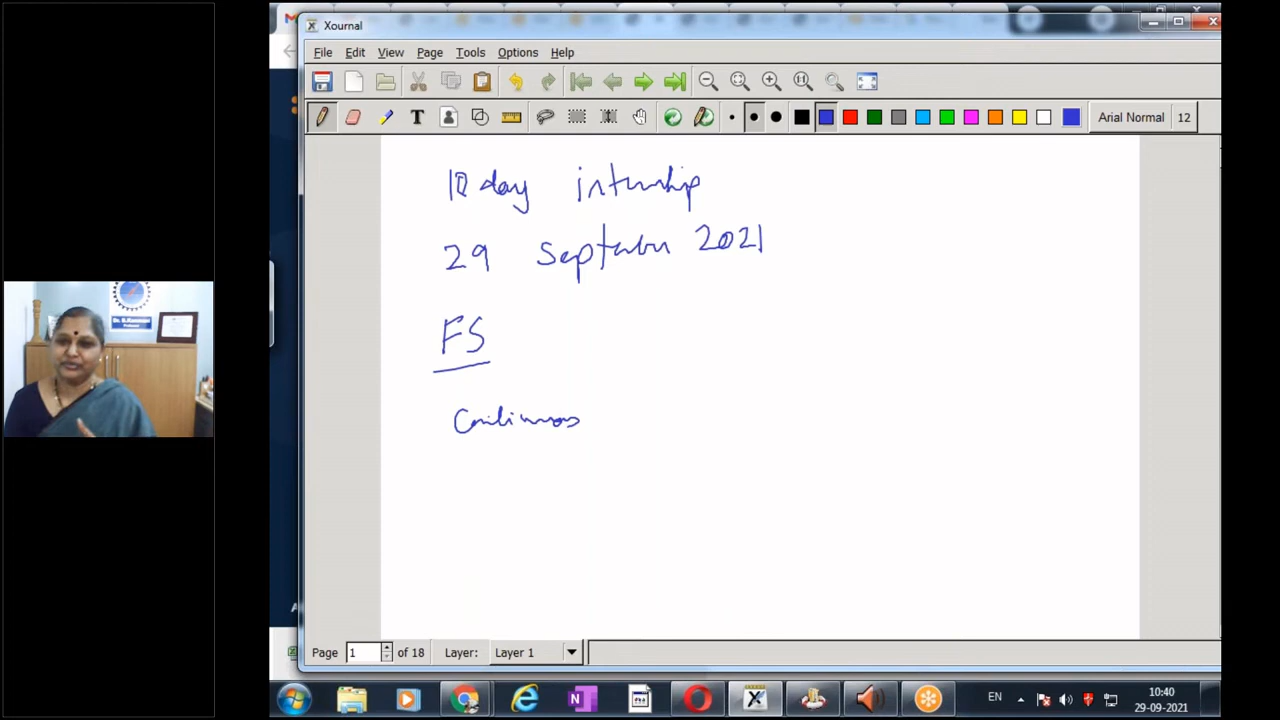 Xournal
File Edit View Page Tools Options Help
Arial Normal 12
10 day internship
29 September 2021
FS
Continuous
Page 1 of 18 Layer: Layer 1
EN 10:40
29-09-2021